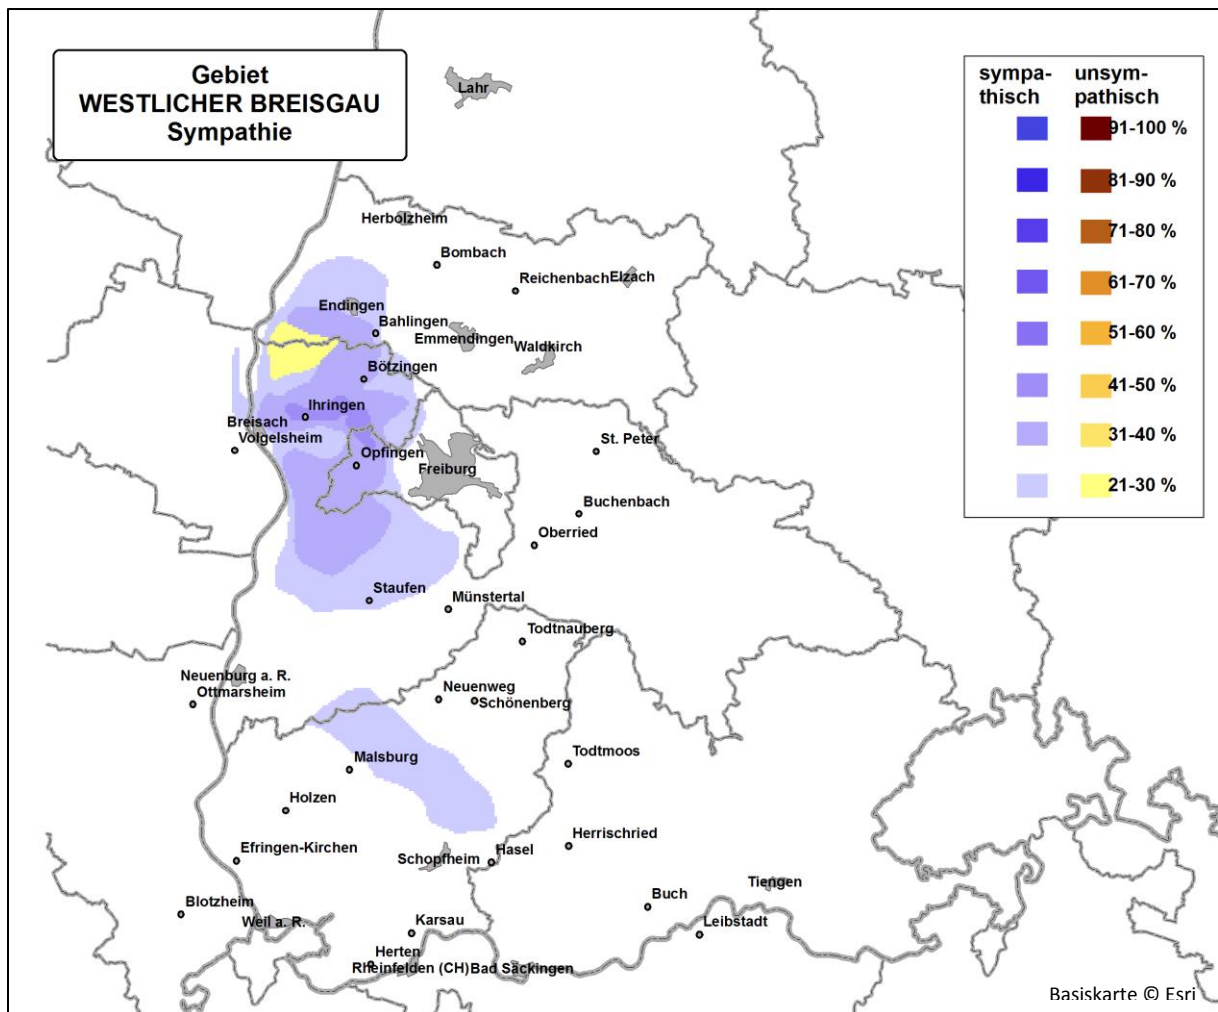 Gebiet
WESTLICHER BREISGAU
Sympathie
sympa-
thisch
unsym-
pathisch
91-100 %
81-90 %
71-80 %
61-70 %
51-60 %
41-50 %
31-40 %
21-30 %
Lahr
Herbolzheim
Bombach
Reichenbach
Elzach
Endingen
Bahlingen
Emmendingen
Waldkirch
Bötzingen
Ihringen
Breisach
Volgelsheim
St. Peter
Opfingen
Freiburg
Buchenbach
Oberried
Staufen
Münstertal
Todtnauberg
Neuenburg a. R.
Ottmarsheim
Neuenweg
Schönenberg
Malsburg
Todtmoos
Holzen
Efringen-Kirchen
Schopfheim
Hasel
Herrischried
Blotzheim
Weil a. R.
Karsau
Buch
Tiengen
Leibstadt
Herten
Rheinfelden (CH)
Bad Säckingen
Basiskarte © Esri